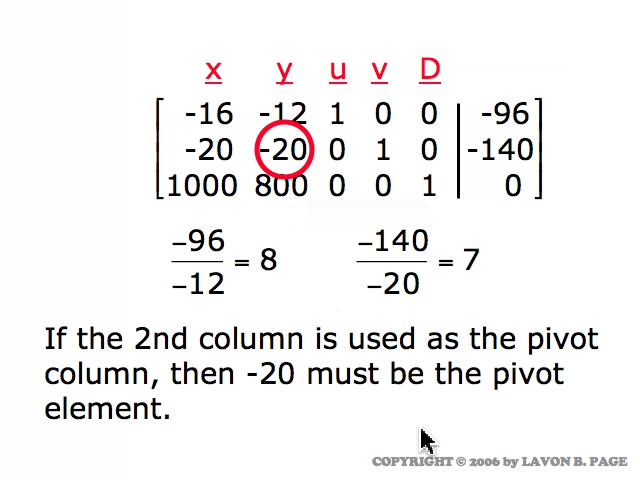 x y u v D
-16 -12 1 0 0 -96
-20 -20 0 1 0 -140
1000 800 0 0 1 0
–96/–12 = 8 –140/–20 = 7
If the 2nd column is used as the pivot
column, then -20 must be the pivot
element.
COPYRIGHT © 2006 by LAVON B. PAGE